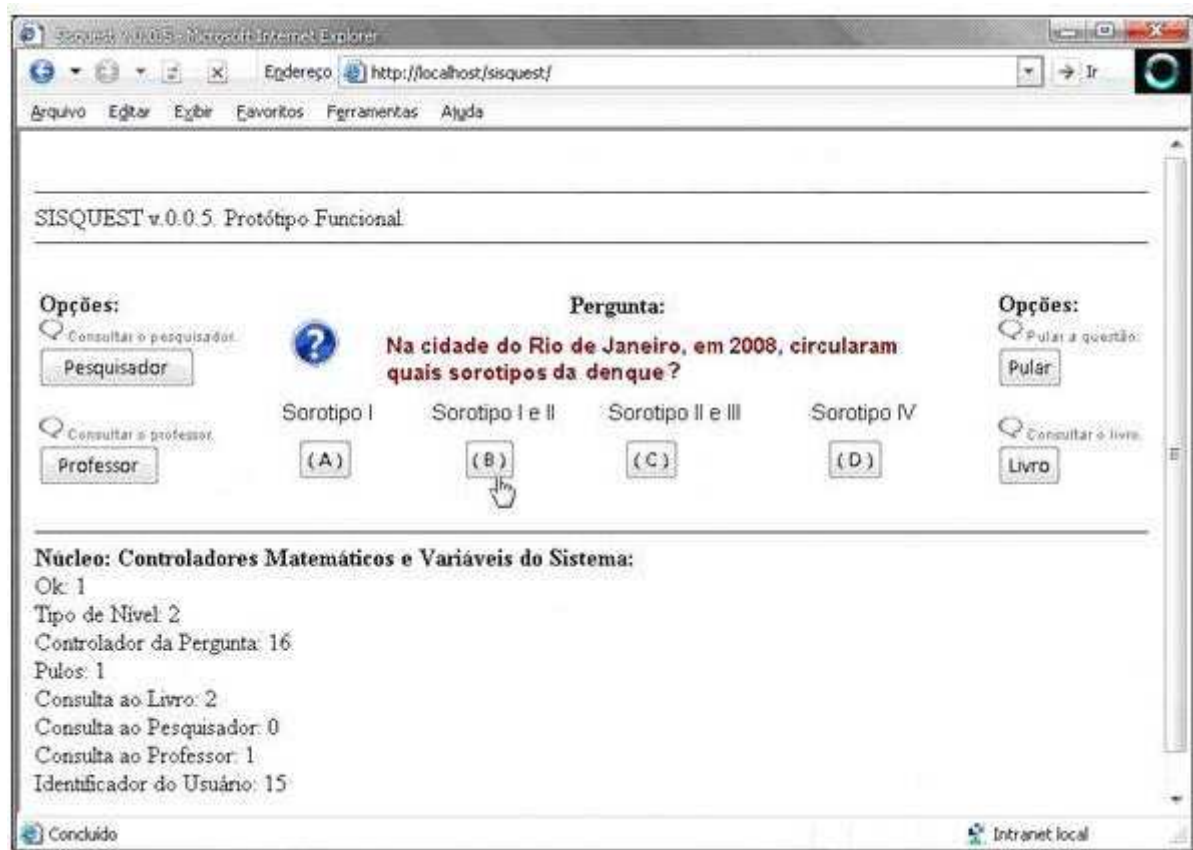 Sisquest v.0.0.5 - Microsoft Internet Explorer
Endereço http://localhost/sisquest/ Ir
Arquivo Editar Exibir Favoritos Ferramentas Ajuda
SISQUEST v.0.0.5. Protótipo Funcional.
Opções: Pergunta: Opções:
Consultar o pesquisador. Pular a questão.
Pesquisador Na cidade do Rio de Janeiro, em 2008, circularam Pular
quais sorotipos da denque?
Sorotipo I Sorotipo I e II Sorotipo II e III Sorotipo IV
Consultar o professor. Consultar o livro.
Professor (A) (B) (C) (D) Livro
Núcleo: Controladores Matemáticos e Variáveis do Sistema:
Ok: 1
Tipo de Nível: 2
Controlador da Pergunta: 16
Pulos: 1
Consulta ao Livro: 2
Consulta ao Pesquisador: 0
Consulta ao Professor: 1
Identificador do Usuário: 15
Concluído Intranet local